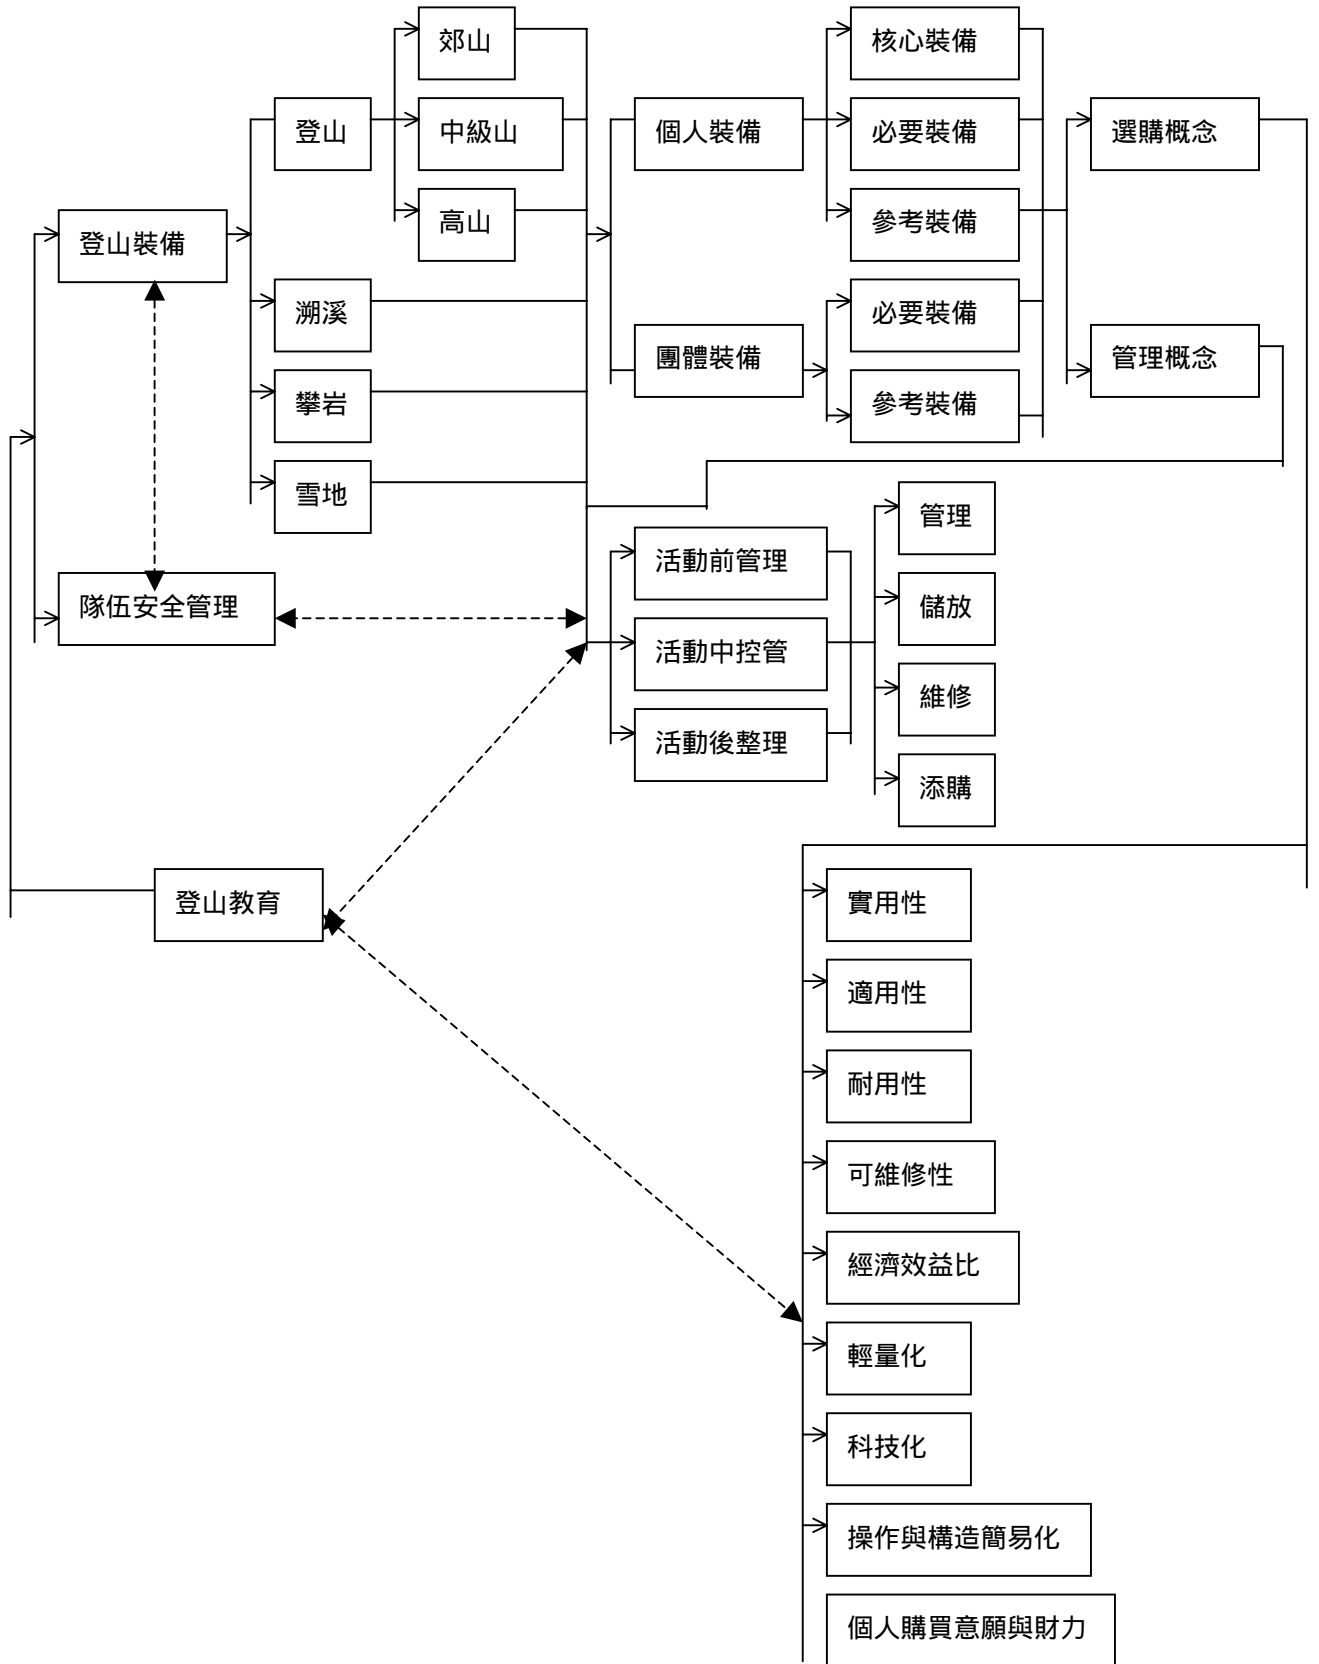 郊山
核心裝備
登山
中級山
個人裝備
必要裝備
選購概念
高山
參考裝備
登山裝備
溯溪
必要裝備
團體裝備
管理概念
攀岩
參考裝備
雪地
管理
活動前管理
隊伍安全管理
儲放
活動中控管
維修
活動後整理
添購
登山教育
實用性
適用性
耐用性
可維修性
經濟效益比
輕量化
科技化
操作與構造簡易化
個人購買意願與財力